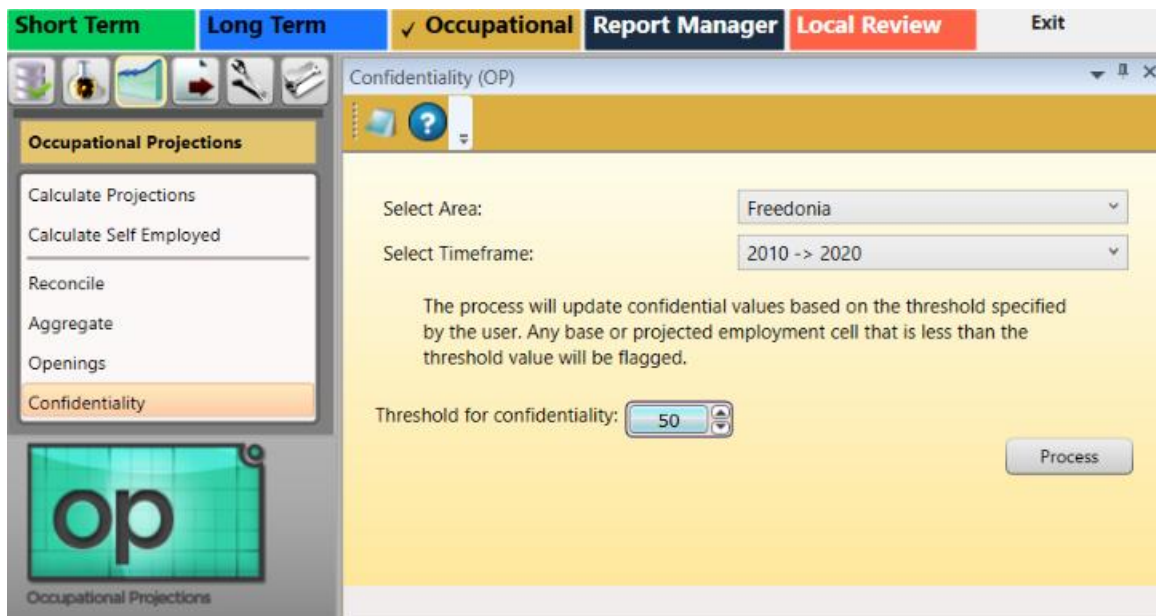 Short Term Long Term ✓ Occupational Report Manager Local Review Exit
Confidentiality (OP)
?
Occupational Projections
Calculate Projections
Calculate Self Employed
Reconcile
Aggregate
Openings
Confidentiality
op
Occupational Projections
Select Area: Freedonia
Select Timeframe: 2010 -> 2020
The process will update confidential values based on the threshold specified
by the user. Any base or projected employment cell that is less than the
threshold value will be flagged.
Threshold for confidentiality: 50
Process